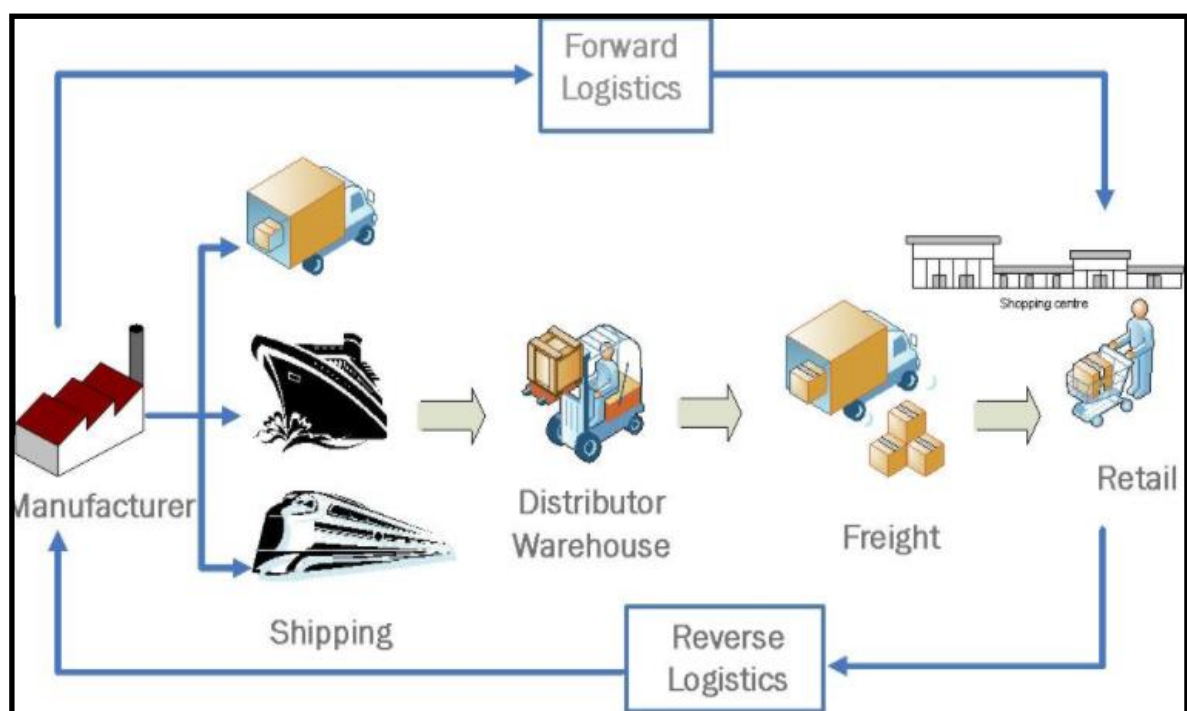 Forward
Logistics
Shopping centre
Manufacturer
Shipping
Distributor
Warehouse
Freight
Retail
Reverse
Logistics